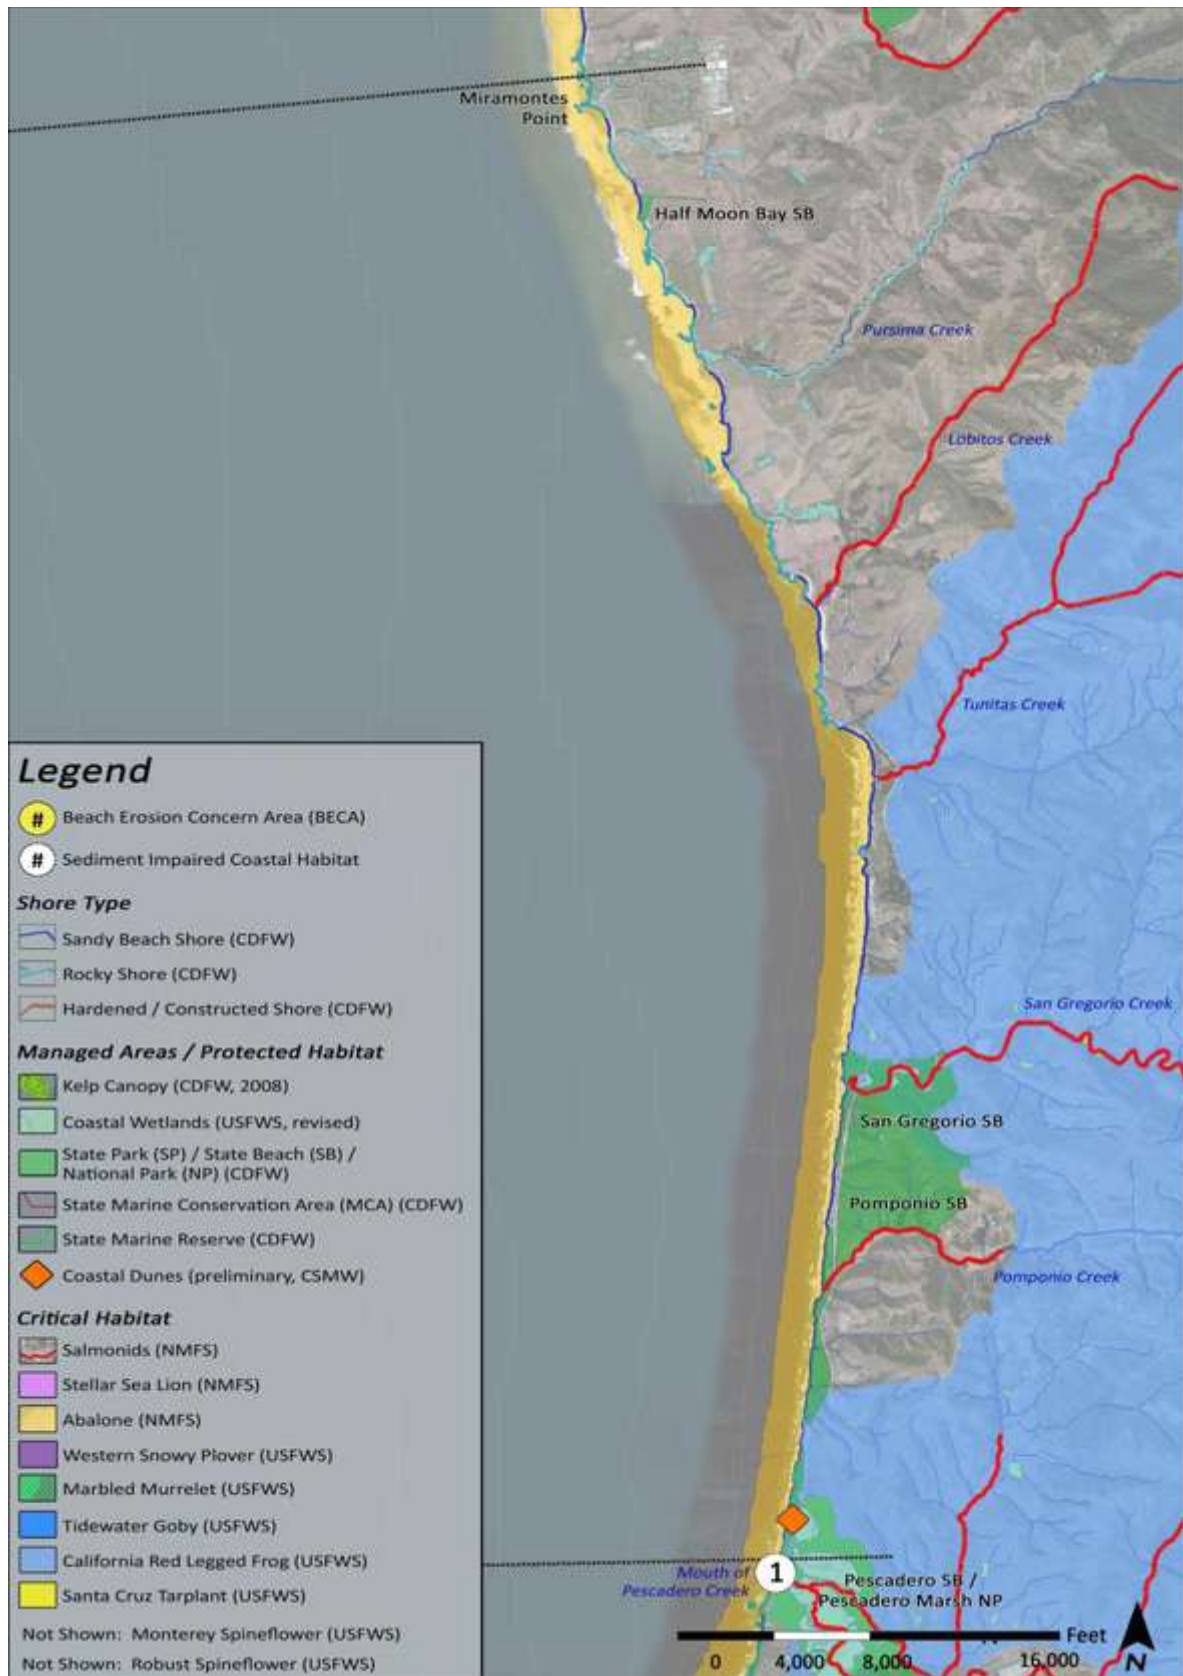 Miramontes
Point
Half Moon Bay SB
Pursima Creek
Lobitos Creek
Tunitas Creek
San Gregorio Creek
San Gregorio SB
Pomponio SB
Pomponio Creek
Mouth of
Pescadero Creek
1
Pescadero SB /
Pescadero Marsh NP
Feet
0 4,000 8,000 16,000
N
Legend
# Beach Erosion Concern Area (BECA)
# Sediment Impaired Coastal Habitat
Shore Type
Sandy Beach Shore (CDFW)
Rocky Shore (CDFW)
Hardened / Constructed Shore (CDFW)
Managed Areas / Protected Habitat
Kelp Canopy (CDFW, 2008)
Coastal Wetlands (USFWS, revised)
State Park (SP) / State Beach (SB) /
National Park (NP) (CDFW)
State Marine Conservation Area (MCA) (CDFW)
State Marine Reserve (CDFW)
Coastal Dunes (preliminary, CSMW)
Critical Habitat
Salmonids (NMFS)
Stellar Sea Lion (NMFS)
Abalone (NMFS)
Western Snowy Plover (USFWS)
Marbled Murrelet (USFWS)
Tidewater Goby (USFWS)
California Red Legged Frog (USFWS)
Santa Cruz Tarplant (USFWS)
Not Shown: Monterey Spineflower (USFWS)
Not Shown: Robust Spineflower (USFWS)